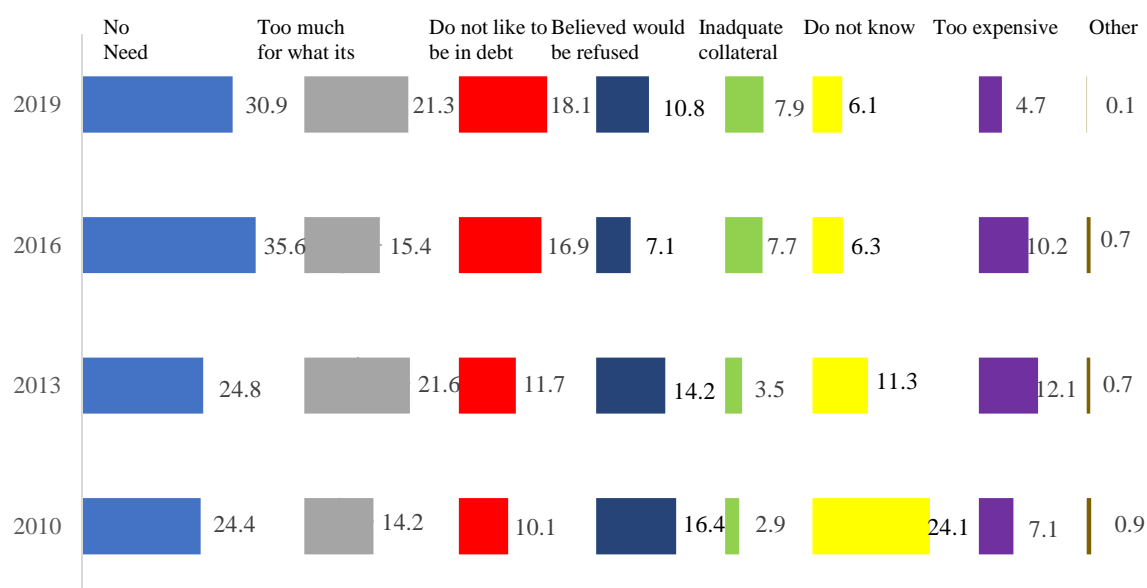 No Need
Too much for what its
Do not like to be in debt
Believed would be refused
Inadquate collateral
Do not know
Too expensive
Other
2019 30.9 21.3 18.1 10.8 7.9 6.1 4.7 0.1
2016 35.6 15.4 16.9 7.1 7.7 6.3 10.2 0.7
2013 24.8 21.6 11.7 14.2 3.5 11.3 12.1 0.7
2010 24.4 14.2 10.1 16.4 2.9 24.1 7.1 0.9